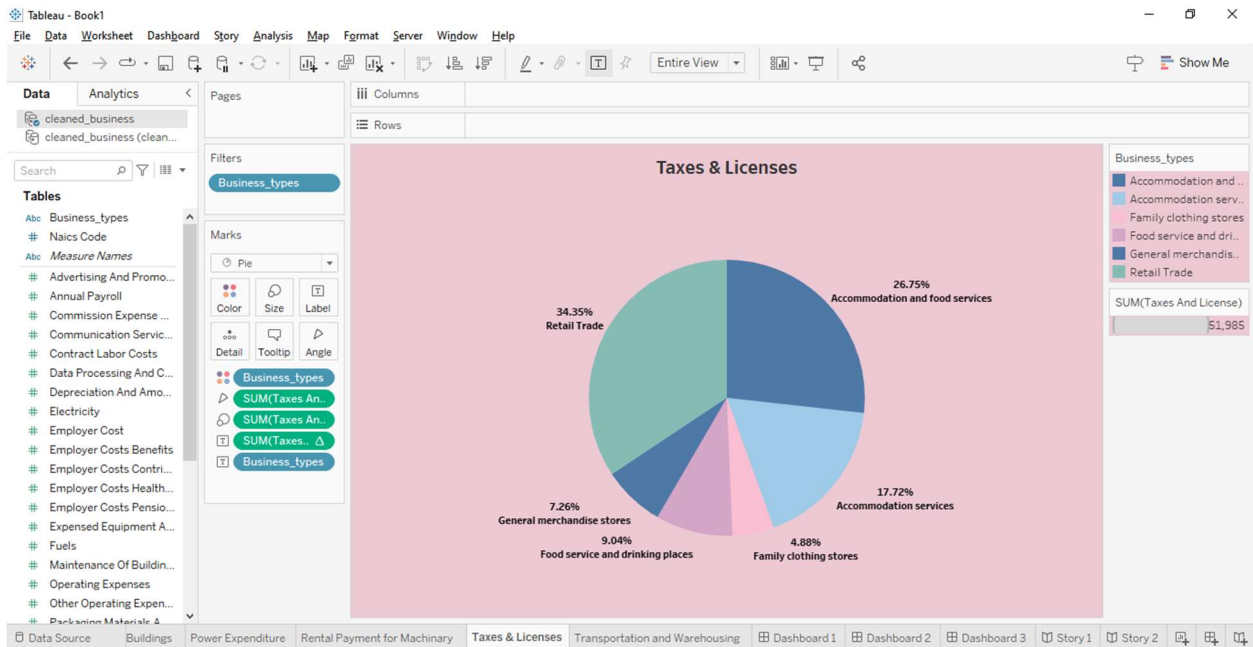 Tableau - Book1
File Data Worksheet Dashboard Story Analysis Map Format Server Window Help
Entire View
Show Me
Data Analytics
cleaned_business
cleaned_business (clean...
Search
Tables
Abc Business_types
# Naics Code
Abc Measure Names
# Advertising And Promo...
# Annual Payroll
# Commission Expense ...
# Communication Servic...
# Contract Labor Costs
# Data Processing And C...
# Depreciation And Amo...
# Electricity
# Employer Cost
# Employer Costs Benefits
# Employer Costs Contri...
# Employer Costs Health...
# Employer Costs Pensio...
# Expensed Equipment A...
# Fuels
# Maintenance Of Buildin...
# Operating Expenses
# Other Operating Expen...
# Packaging Materials A
Pages
Filters
Business_types
Marks
Pie
Color Size Label
Detail Tooltip Angle
Business_types
SUM(Taxes An..
SUM(Taxes An..
SUM(Taxes.. Δ
Business_types
iii Columns
Rows
Taxes & Licenses
26.75%
Accommodation and food services
34.35%
Retail Trade
17.72%
Accommodation services
7.26%
General merchandise stores
9.04%
Food service and drinking places
4.88%
Family clothing stores
Business_types
Accommodation and ..
Accommodation serv..
Family clothing stores
Food service and dri..
General merchandis..
Retail Trade
SUM(Taxes And License)
51,985
Data Source Buildings Power Expenditure Rental Payment for Machinery Taxes & Licenses Transportation and Warehousing Dashboard 1 Dashboard 2 Dashboard 3 Story 1 Story 2